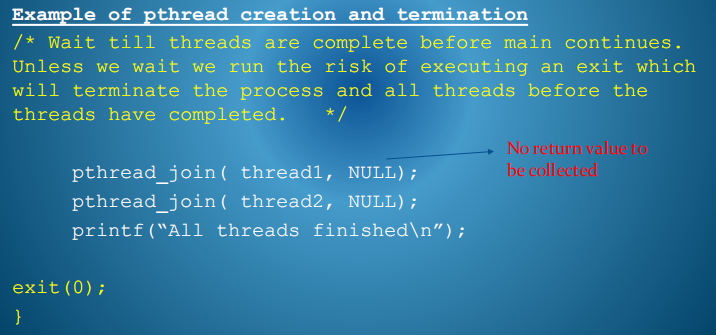 Example of pthread creation and termination
/* Wait till threads are complete before main continues.
Unless we wait we run the risk of executing an exit which
will terminate the process and all threads before the
threads have completed. */
No return value to
be collected
pthread_join( thread1, NULL);
pthread_join( thread2, NULL);
printf(“All threads finished\n”);
exit(0);
}